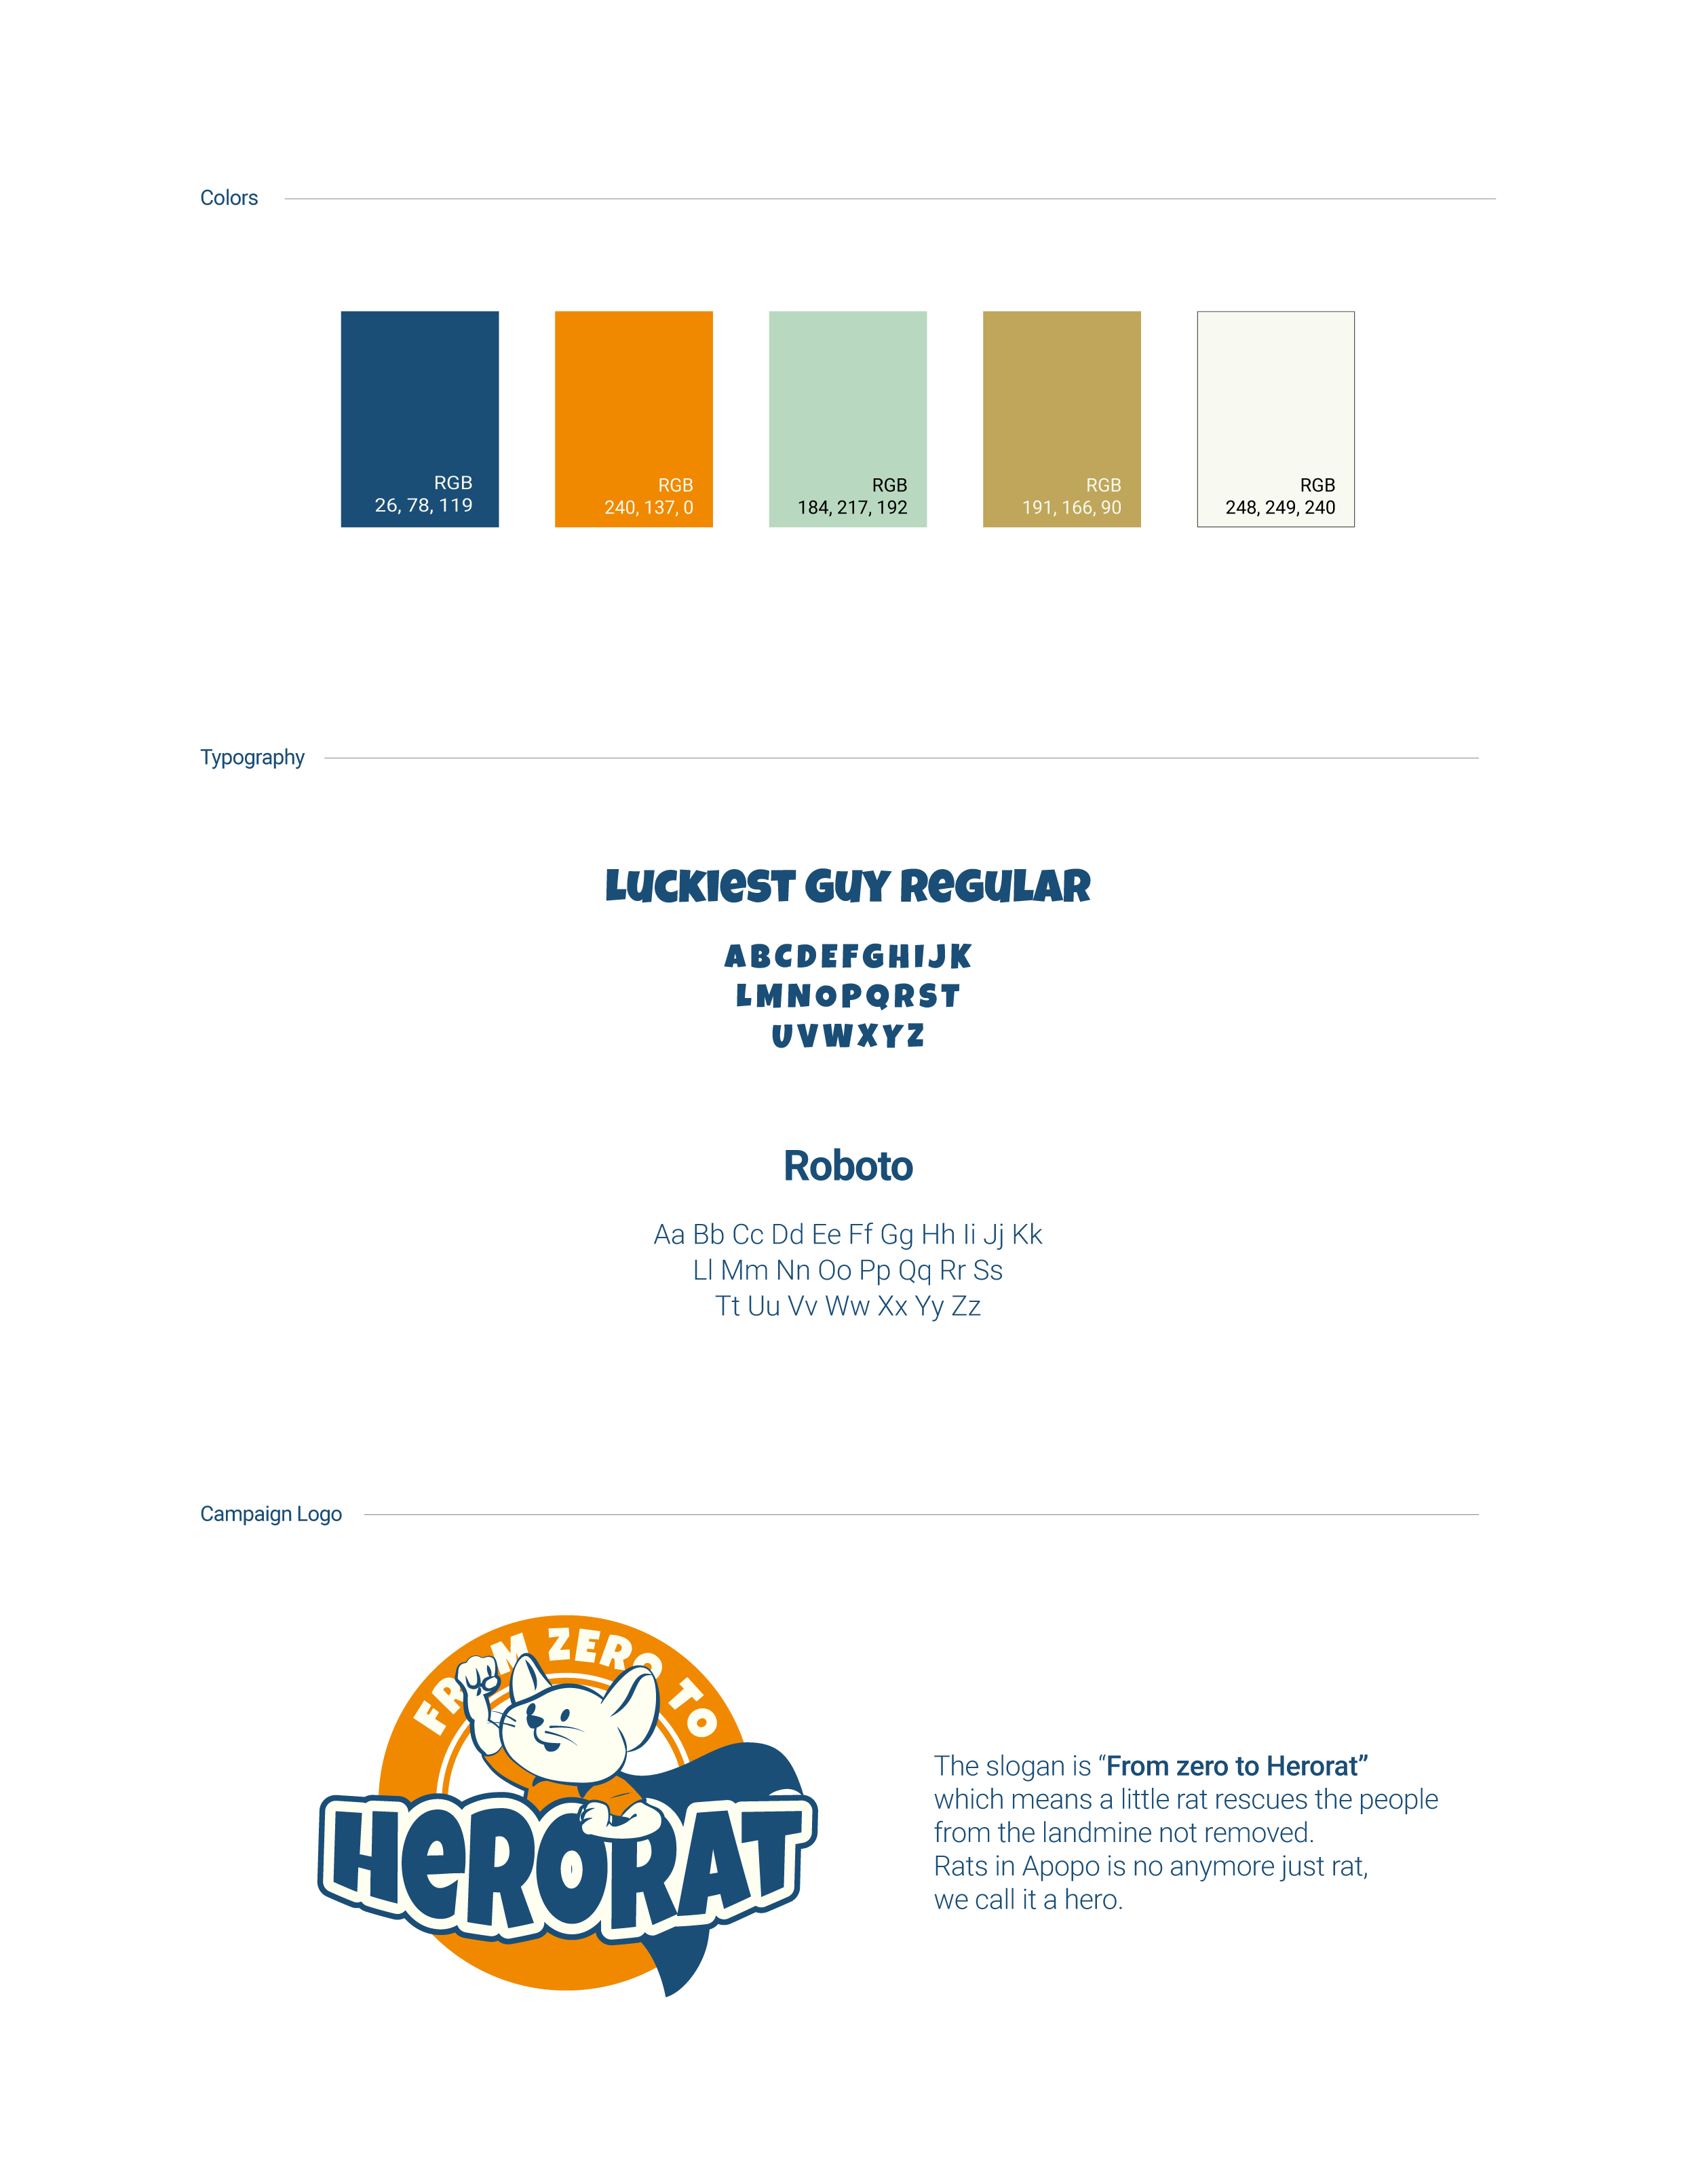 Colors
RGB
26, 78, 119
RGB
240, 137, 0
RGB
184, 217, 192
RGB
191, 166, 90
RGB
248, 249, 240
Typography
LuCKIeST GuY ReGuLAR
ABCDEFGHIJK
LMNOPQRST
UVWXYZ
Roboto
Aa Bb Cc Dd Ee Ff Gg Hh Ii Jj Kk
Ll Mm Nn Oo Pp Qq Rr Ss
Tt Uu Vv Ww Xx Yy Zz
Campaign Logo
FROM ZERO TO
HeRORAT
The slogan is “From zero to Herorat”
which means a little rat rescues the people
from the landmine not removed.
Rats in Apopo is no anymore just rat,
we call it a hero.